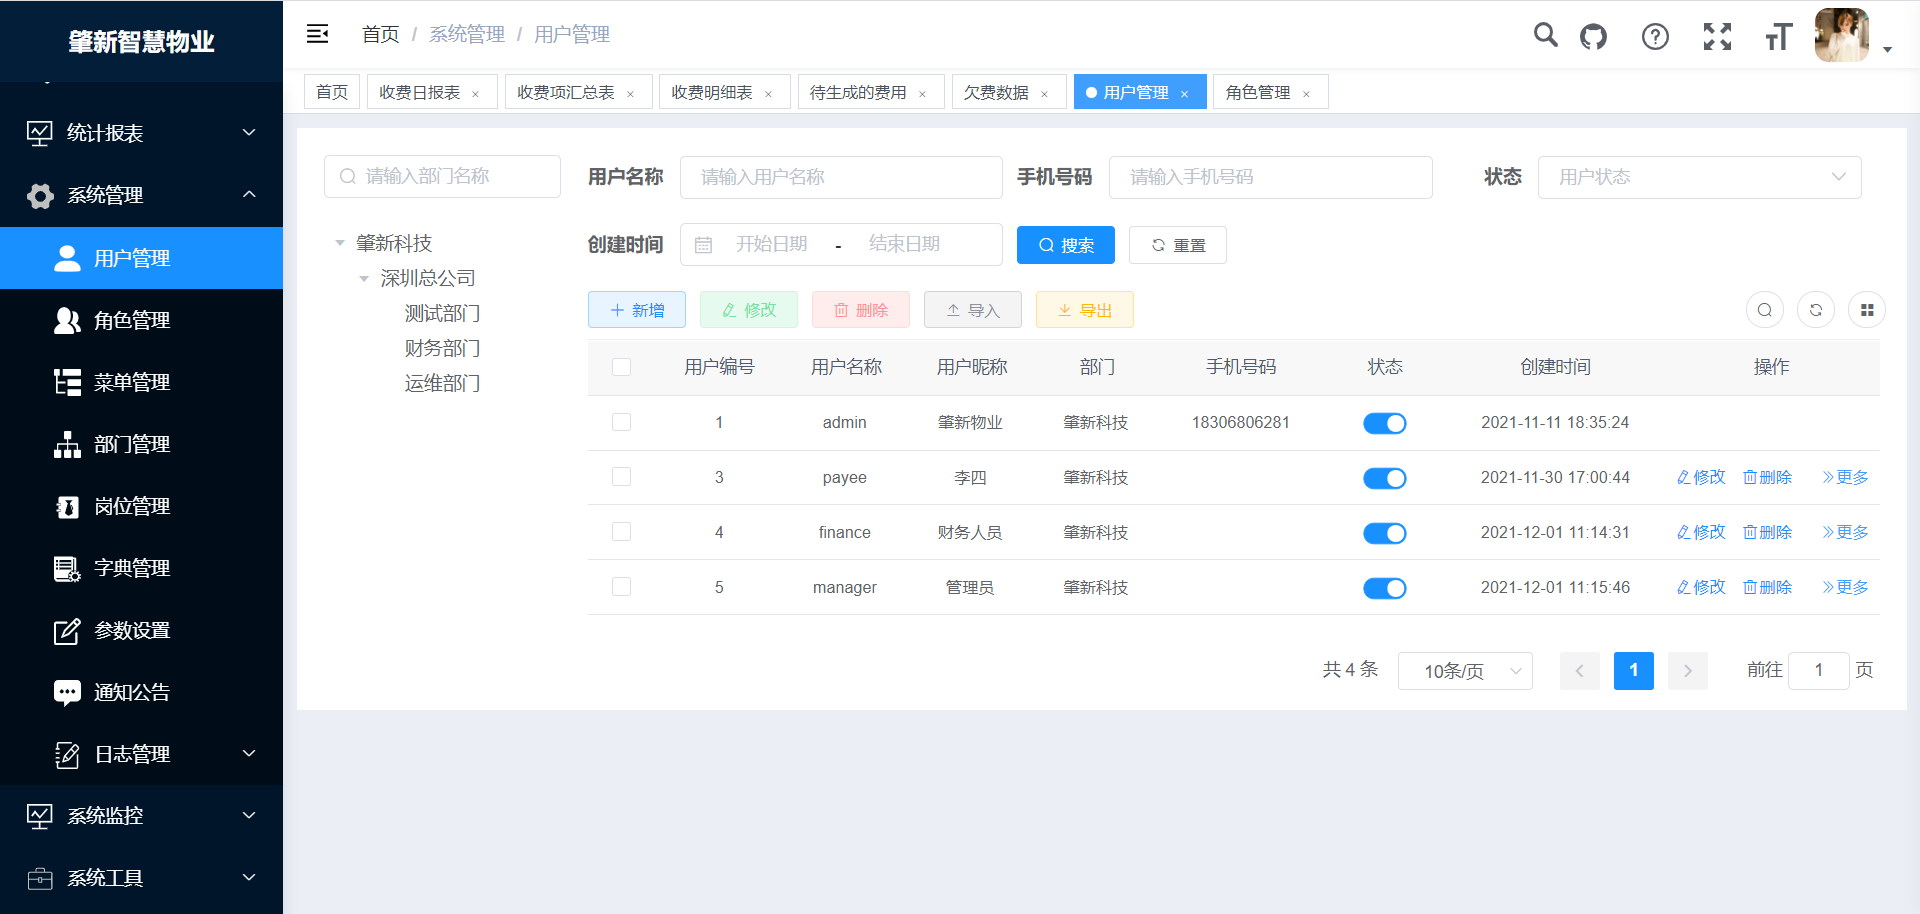 肇新智慧物业
统计报表
系统管理
用户管理
角色管理
菜单管理
部门管理
岗位管理
字典管理
参数设置
通知公告
日志管理
系统监控
系统工具
首页 / 系统管理 / 用户管理
首页 收费日报表 × 收费项汇总表 × 收费明细表 × 待生成的费用 × 欠费数据 × 用户管理 × 角色管理 ×
请输入部门名称
肇新科技
深圳总公司
测试部门
财务部门
运维部门
用户名称 请输入用户名称 手机号码 请输入手机号码 状态 用户状态
创建时间 开始日期 - 结束日期 搜索 重置
新增 修改 删除 导入 导出
用户编号 用户名称 用户昵称 部门 手机号码 状态 创建时间 操作
1 admin 肇新物业 肇新科技 18306806281 2021-11-11 18:35:24
3 payee 李四 肇新科技 2021-11-30 17:00:44 修改 删除 更多
4 finance 财务人员 肇新科技 2021-12-01 11:14:31 修改 删除 更多
5 manager 管理员 肇新科技 2021-12-01 11:15:46 修改 删除 更多
共 4 条 10条/页 1 前往 1 页